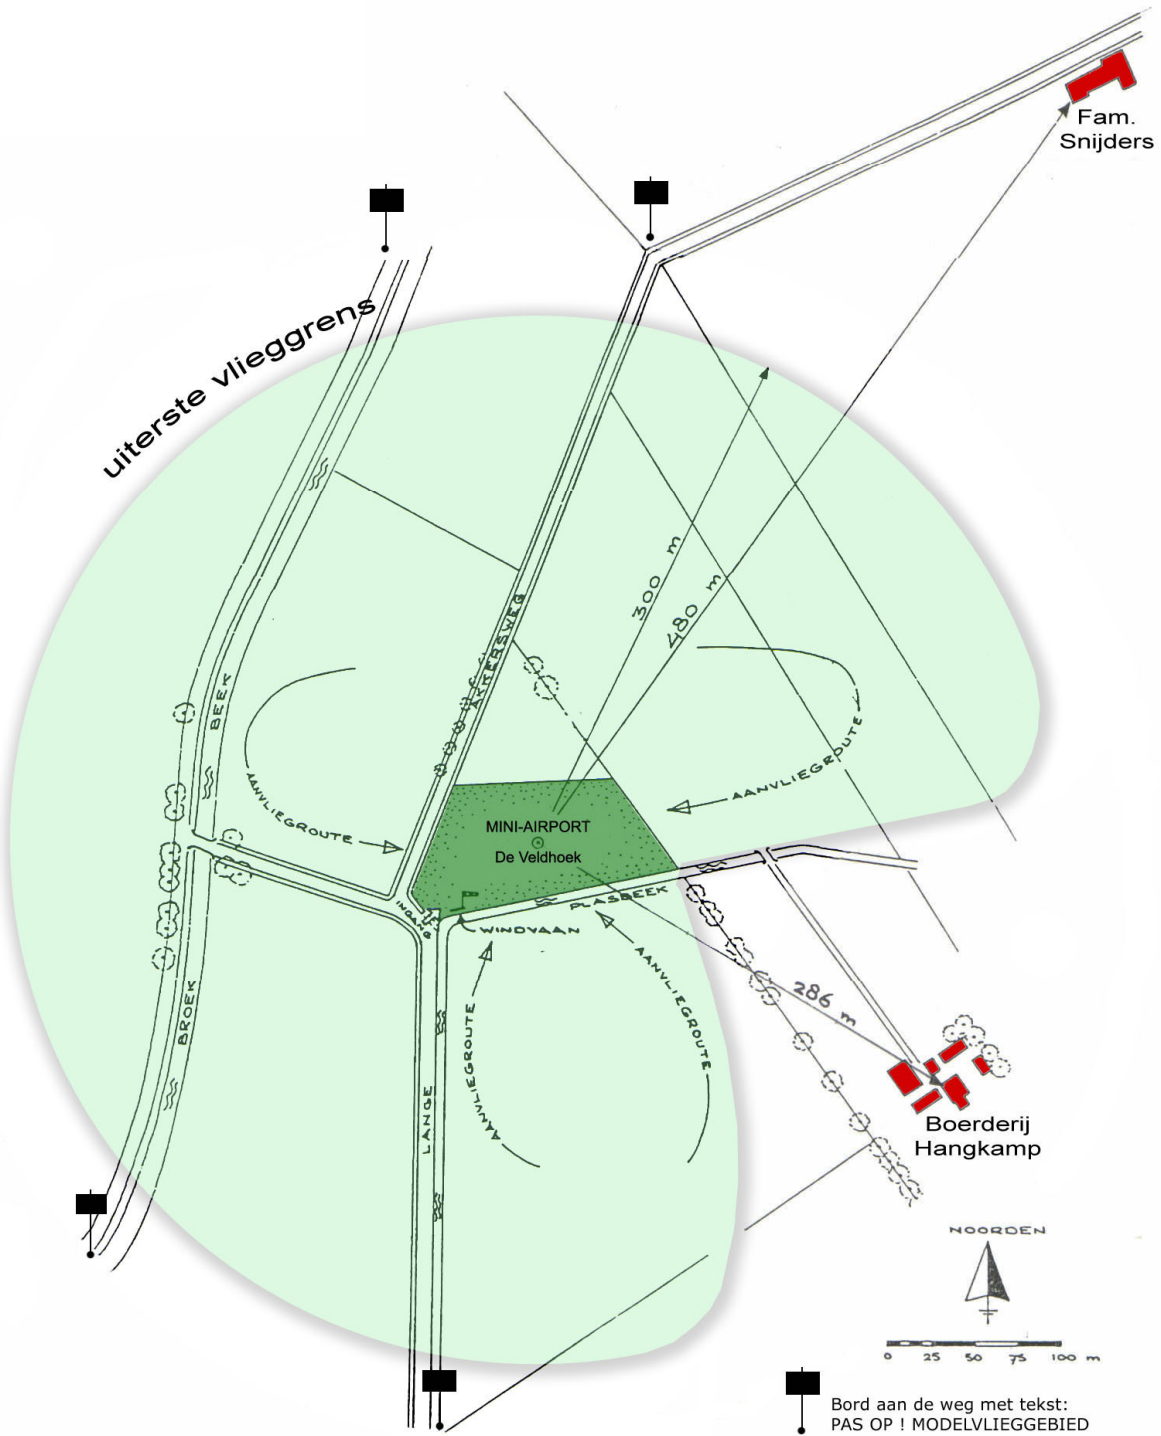 Fam.
Snijders
uiterste vlieggrens
300 m
480 m
AKKERSWEG
BEEK
AANVLIEGROUTE
AANVLIEGROUTE
MINI-AIRPORT
De Veldhoek
INGANG
PLASBEEK
WINDVAAN
BROEK
LANGE
AANVLIEGROUTE
AANVLIEGROUTE
286 m
Boerderij
Hangkamp
NOORDEN
0 25 50 75 100 m
Bord aan de weg met tekst:
PAS OP ! MODELVLIEGGEBIED